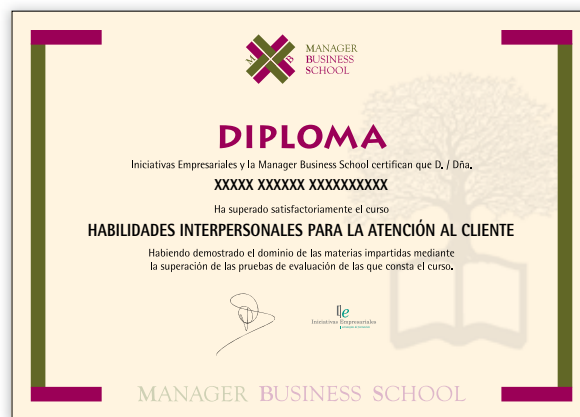 M B
MANAGER
BUSINESS
SCHOOL
DIPLOMA
Iniciativas Empresariales y la Manager Business School certifican que D. / Dña.
XXXXX XXXXXX XXXXXXXXXX
Ha superado satisfactoriamente el curso
HABILIDADES INTERPERSONALES PARA LA ATENCIÓN AL CLIENTE
Habiendo demostrado el dominio de las materias impartidas mediante
la superación de las pruebas de evaluación de las que consta el curso.
Iniciativas Empresariales
MANAGER BUSINESS SCHOOL